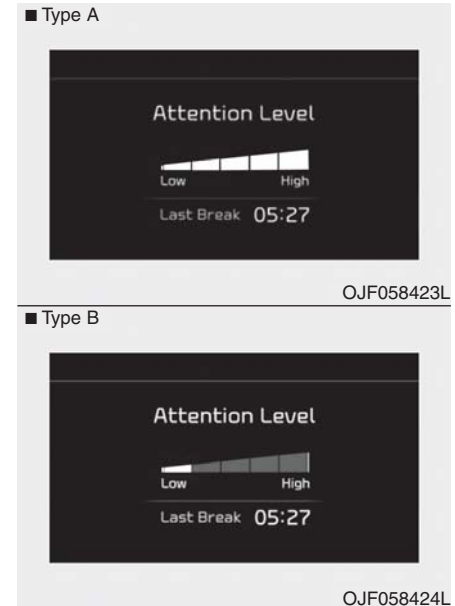 ■ Type A
Attention Level
Low High
Last Break 05:27
OJF058423L
■ Type B
Attention Level
Low High
Last Break 05:27
OJF058424L